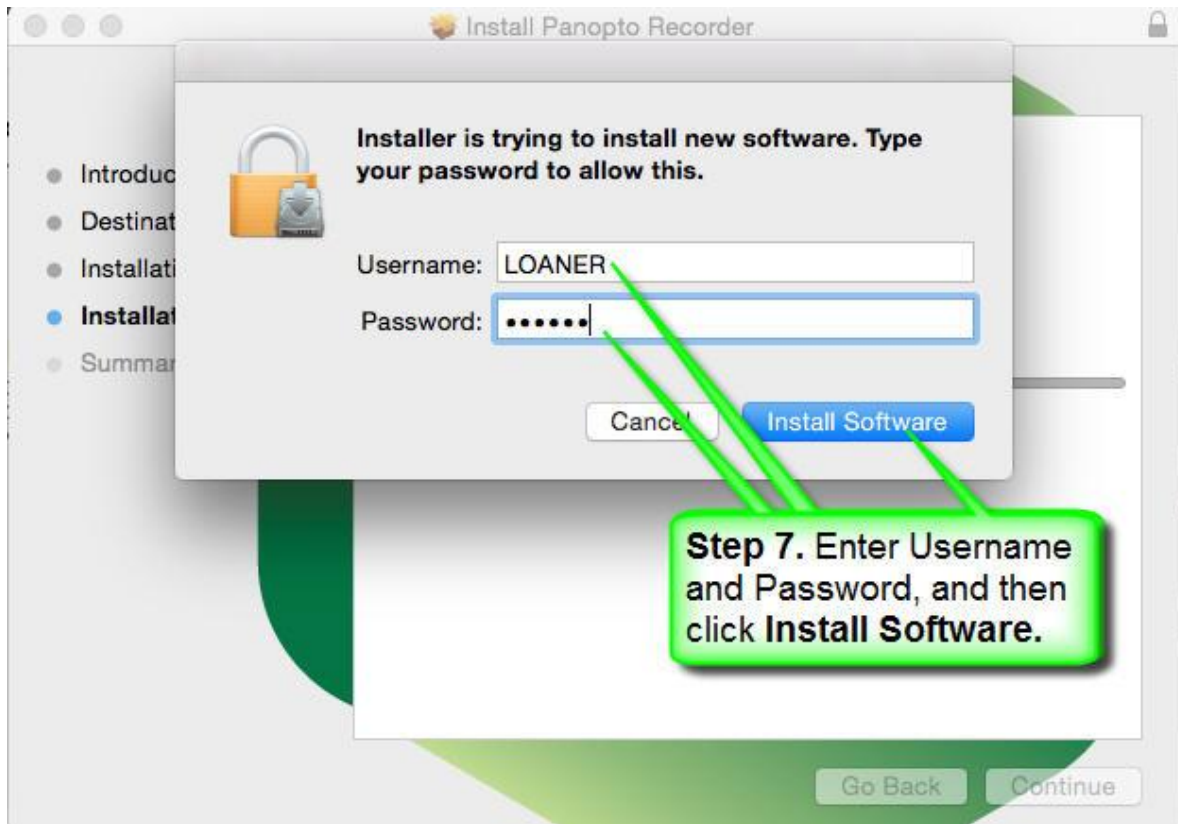 Install Panopto Recorder
Installer is trying to install new software. Type
your password to allow this.
Introduc
Destinat
Installati
Installat
Summar
Username: LOANER
Password: ••••••
Cancel Install Software
Step 7. Enter Username
and Password, and then
click Install Software.
Go Back Continue